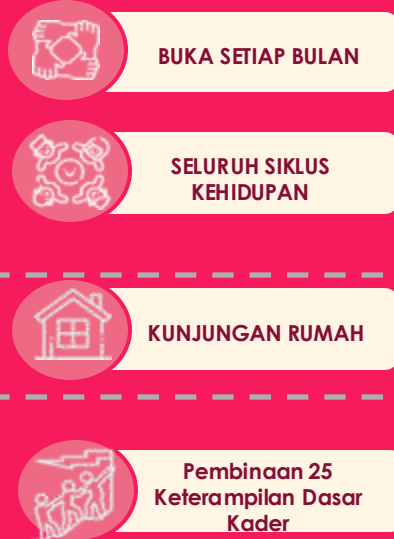 BUKA SETIAP BULAN
SELURUH SIKLUS
KEHIDUPAN
KUNJUNGAN RUMAH
Pembinaan 25
Keterampilan Dasar
Kader